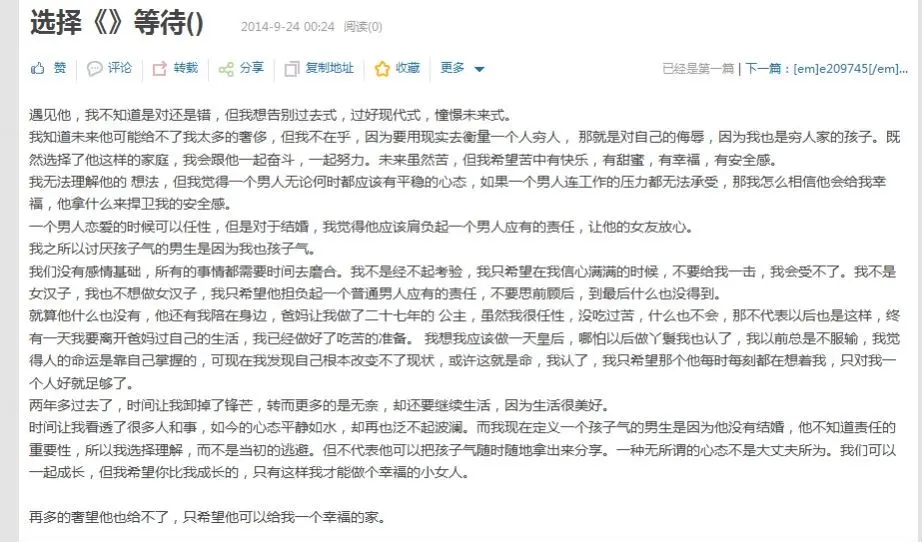 选择《》等待()
2014-9-24 00:24 阅读(0)
赞 评论 转载 分享 复制地址 收藏 更多
已经是第一篇 | 下一篇：[em]e209745[/em]...
遇见他，我不知道是对还是错，但我想告别过去式，过好现代式，憧憬未来式。
我知道未来他可能给不了我太多的奢侈，但我不在乎，因为要用现实去衡量一个人穷人， 那就是对自己的侮辱，因为我也是穷人家的孩子。既
然选择了他这样的家庭，我会跟他一起奋斗，一起努力。未来虽然苦，但我希望苦中有快乐，有甜蜜，有幸福，有安全感。
我无法理解他的 想法，但我觉得一个男人无论何时都应该有平稳的心态，如果一个男人连工作的压力都无法承受，那我怎么相信他会给我幸
福，他拿什么来捍卫我的安全感。
一个男人恋爱的时候可以任性，但是对于结婚，我觉得他应该肩负起一个男人应有的责任，让他的女友放心。
我之所以讨厌孩子气的男生是因为我也孩子气。
我们没有感情基础，所有的事情都需要时间去磨合。我不是经不起考验，我只希望在我信心满满的时候，不要给我一击，我会受不了。我不是
女汉子，我也不想做女汉子，我只希望他担负起一个普通男人应有的责任，不要思前顾后，到最后什么也没得到。
就算他什么也没有，他还有我陪在身边，爸妈让我做了二十七年的 公主，虽然我很任性，没吃过苦，什么也不会，那不代表以后也是这样，终
有一天我要离开爸妈过自己的生活，我已经做好了吃苦的准备。 我想我应该做一天皇后，哪怕以后做丫鬟我也认了，我以前总是不服输，我觉
得人的命运是靠自己掌握的，可现在我发现自己根本改变不了现状，或许这就是命，我认了，我只希望那个他每时每刻都在想着我，只对我一
个人好就足够了。
两年多过去了，时间让我卸掉了锋芒，转而更多的是无奈，却还要继续生活，因为生活很美好。
时间让我看透了很多人和事，如今的心态平静如水，却再也泛不起波澜。而我现在定义一个孩子气的男生是因为他没有结婚，他不知道责任的
重要性，所以我选择理解，而不是当初的逃避。但不代表他可以把孩子气随时随地拿出来分享。一种无所谓的心态不是大丈夫所为。我们可以
一起成长，但我希望你比我成长的，只有这样我才能做个幸福的小女人。
再多的奢望他也给不了，只希望他可以给我一个幸福的家。